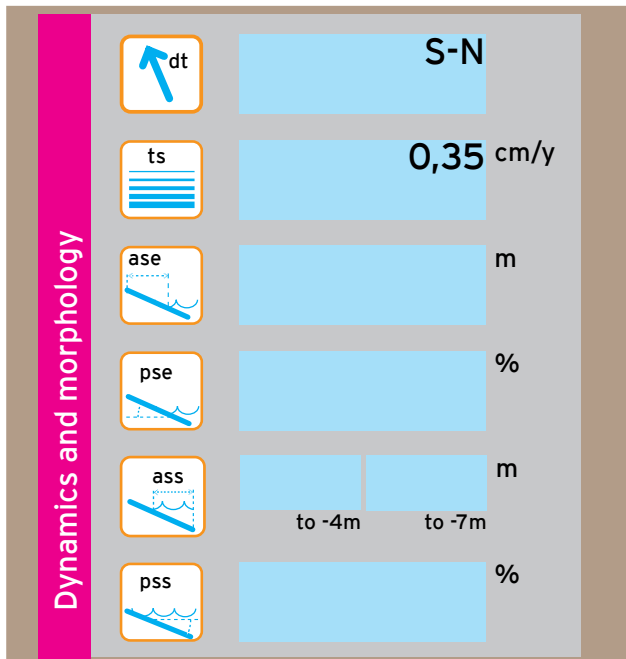 Dynamics and morphology
dt
S-N
ts
0,35 cm/y
ase
m
pse
%
ass
m
to -4m to -7m
pss
%